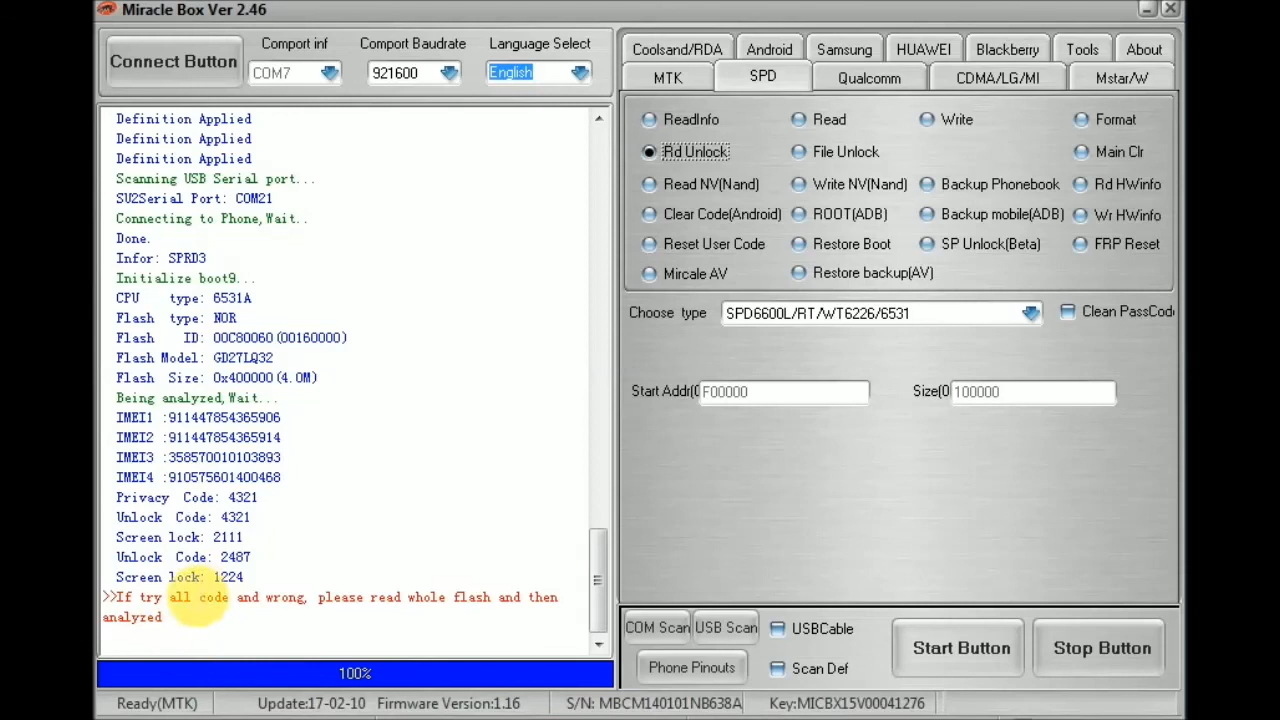 Miracle Box Ver 2.46
Connect Button
Comport inf
Comport Baudrate
Language Select
COM7
921600
English
Coolsand/RDA
Android
Samsung
HUAWEI
Blackberry
Tools
About
MTK
SPD
Qualcomm
CDMA/LG/MI
Mstar/W
Definition Applied
Definition Applied
Definition Applied
Scanning USB Serial port...
SU2Serial Port: COM21
Connecting to Phone,Wait..
Done.
Infor: SPRD3
Initialize boot9...
CPU type: 6531A
Flash type: NOR
Flash ID: 00C80060(00160000)
Flash Model: GD27LQ32
Flash Size: 0x400000(4.0M)
Being analyzed,Wait...
IMEI1 :911447854365906
IMEI2 :911447854365914
IMEI3 :358570010103893
IMEI4 :910575601400468
Privacy Code: 4321
Unlock Code: 4321
Screen lock: 2111
Unlock Code: 2487
Screen lock: 1224
>>If try all code and wrong, please read whole flash and then
analyzed
100%
ReadInfo
Read
Write
Format
Rd Unlock
File Unlock
Main Clr
Read NV(Nand)
Write NV(Nand)
Backup Phonebook
Rd HWinfo
Clear Code(Android)
ROOT(ADB)
Backup mobile(ADB)
Wr HWinfo
Reset User Code
Restore Boot
SP Unlock(Beta)
FRP Reset
Mircale AV
Restore backup(AV)
Choose type
SPD6600L/RT/WT6226/6531
Clean PassCod
Start Addr(0
F00000
Size(0
100000
COM Scan
USB Scan
USBCable
Phone Pinouts
Scan Def
Start Button
Stop Button
Ready(MTK)
Update:17-02-10
Firmware Version:1.16
S/N: MBCM140101NB638A
Key:MICBX15V00041276